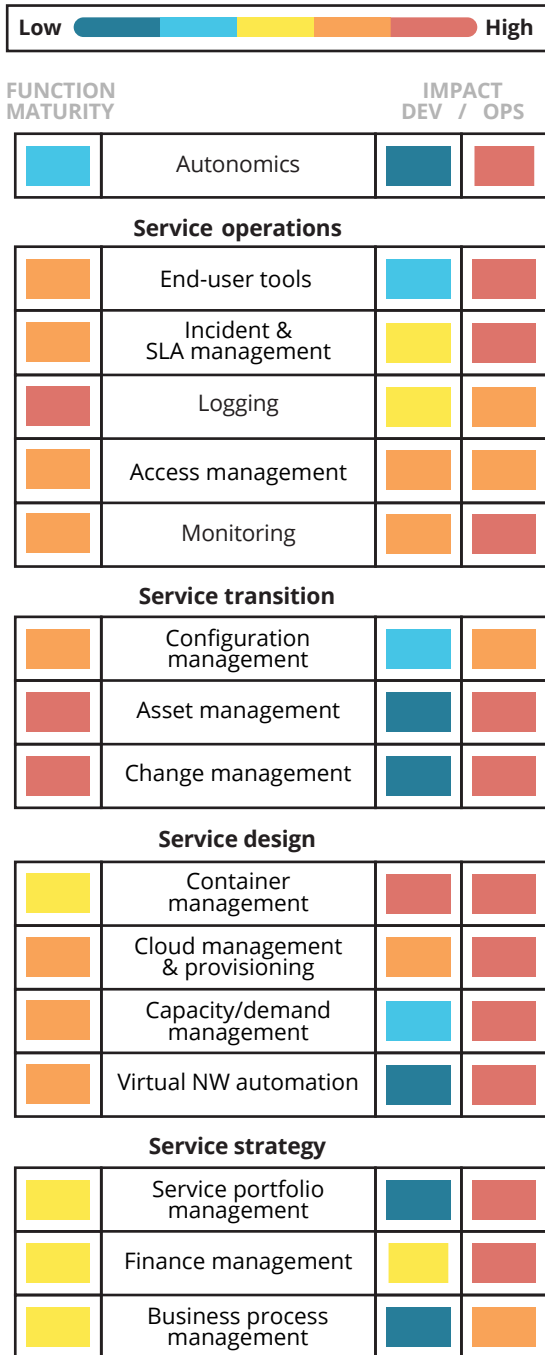 Low High
FUNCTION MATURITY
IMPACT
DEV / OPS
Autonomics
Service operations
End-user tools
Incident &
SLA management
Logging
Access management
Monitoring
Service transition
Configuration
management
Asset management
Change management
Service design
Container
management
Cloud management
& provisioning
Capacity/demand
management
Virtual NW automation
Service strategy
Service portfolio
management
Finance management
Business process
management